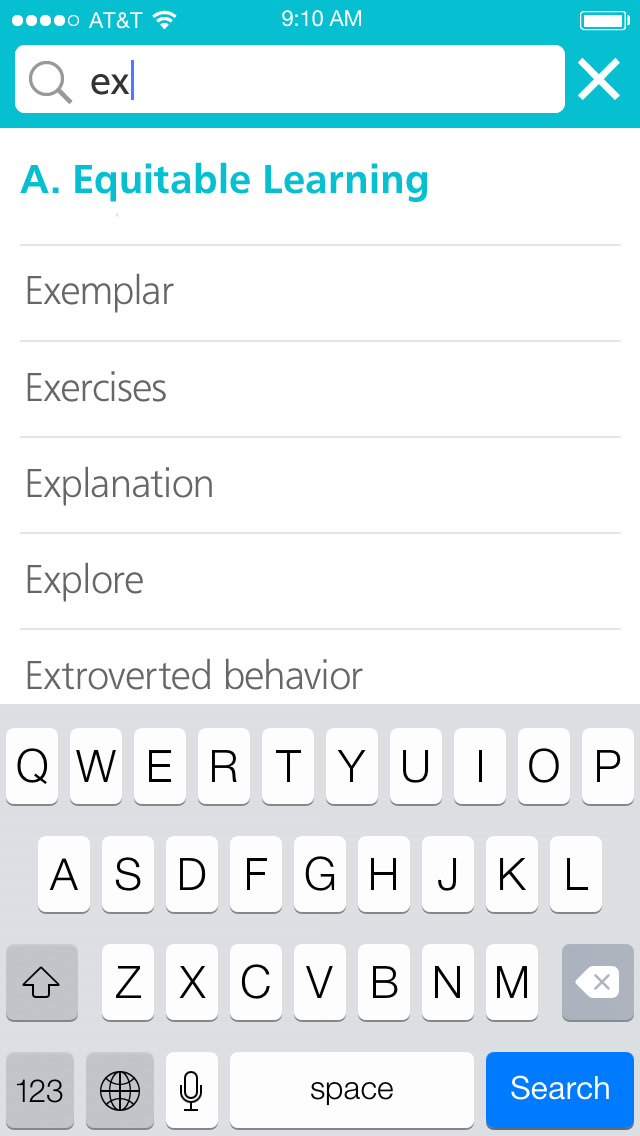 AT&T 9:10 AM
ex
A. Equitable Learning
Exemplar
Exercises
Explanation
Explore
Extroverted behavior
Q W E R T Y U I O P
A S D F G H J K L
Z X C V B N M
123 space Search